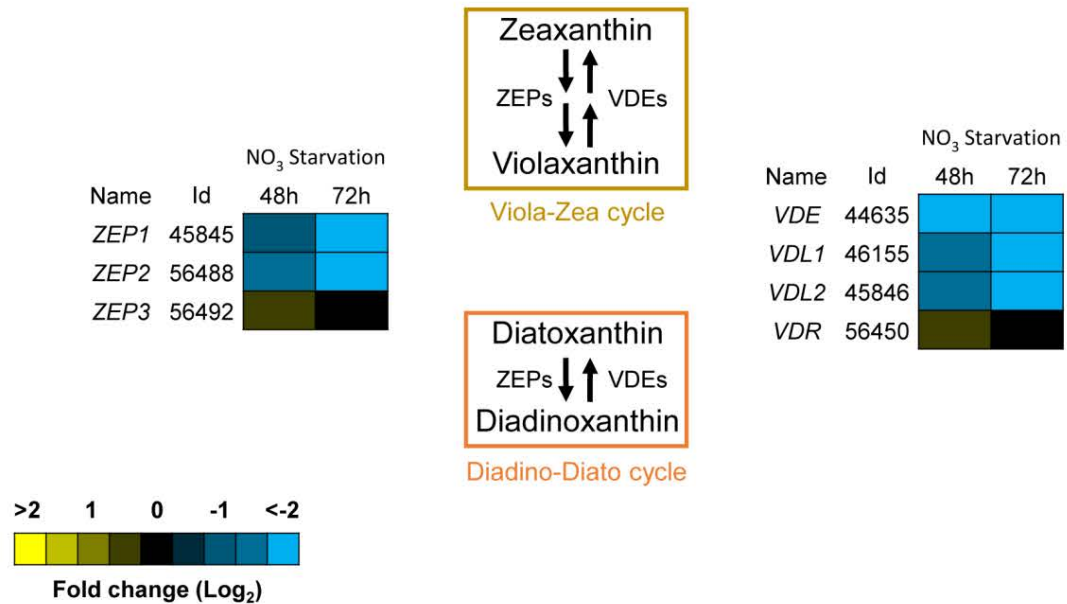 Zeaxanthin
ZEPs VDEs
Violaxanthin
Viola-Zea cycle
NO3 Starvation
Name Id 48h 72h
ZEP1 45845
ZEP2 56488
ZEP3 56492
NO3 Starvation
Name Id 48h 72h
VDE 44635
VDL1 46155
VDL2 45846
VDR 56450
Diatoxanthin
ZEPs VDEs
Diadinoxanthin
Diadino-Diato cycle
>2 1 0 -1 <-2
Fold change (Log2)